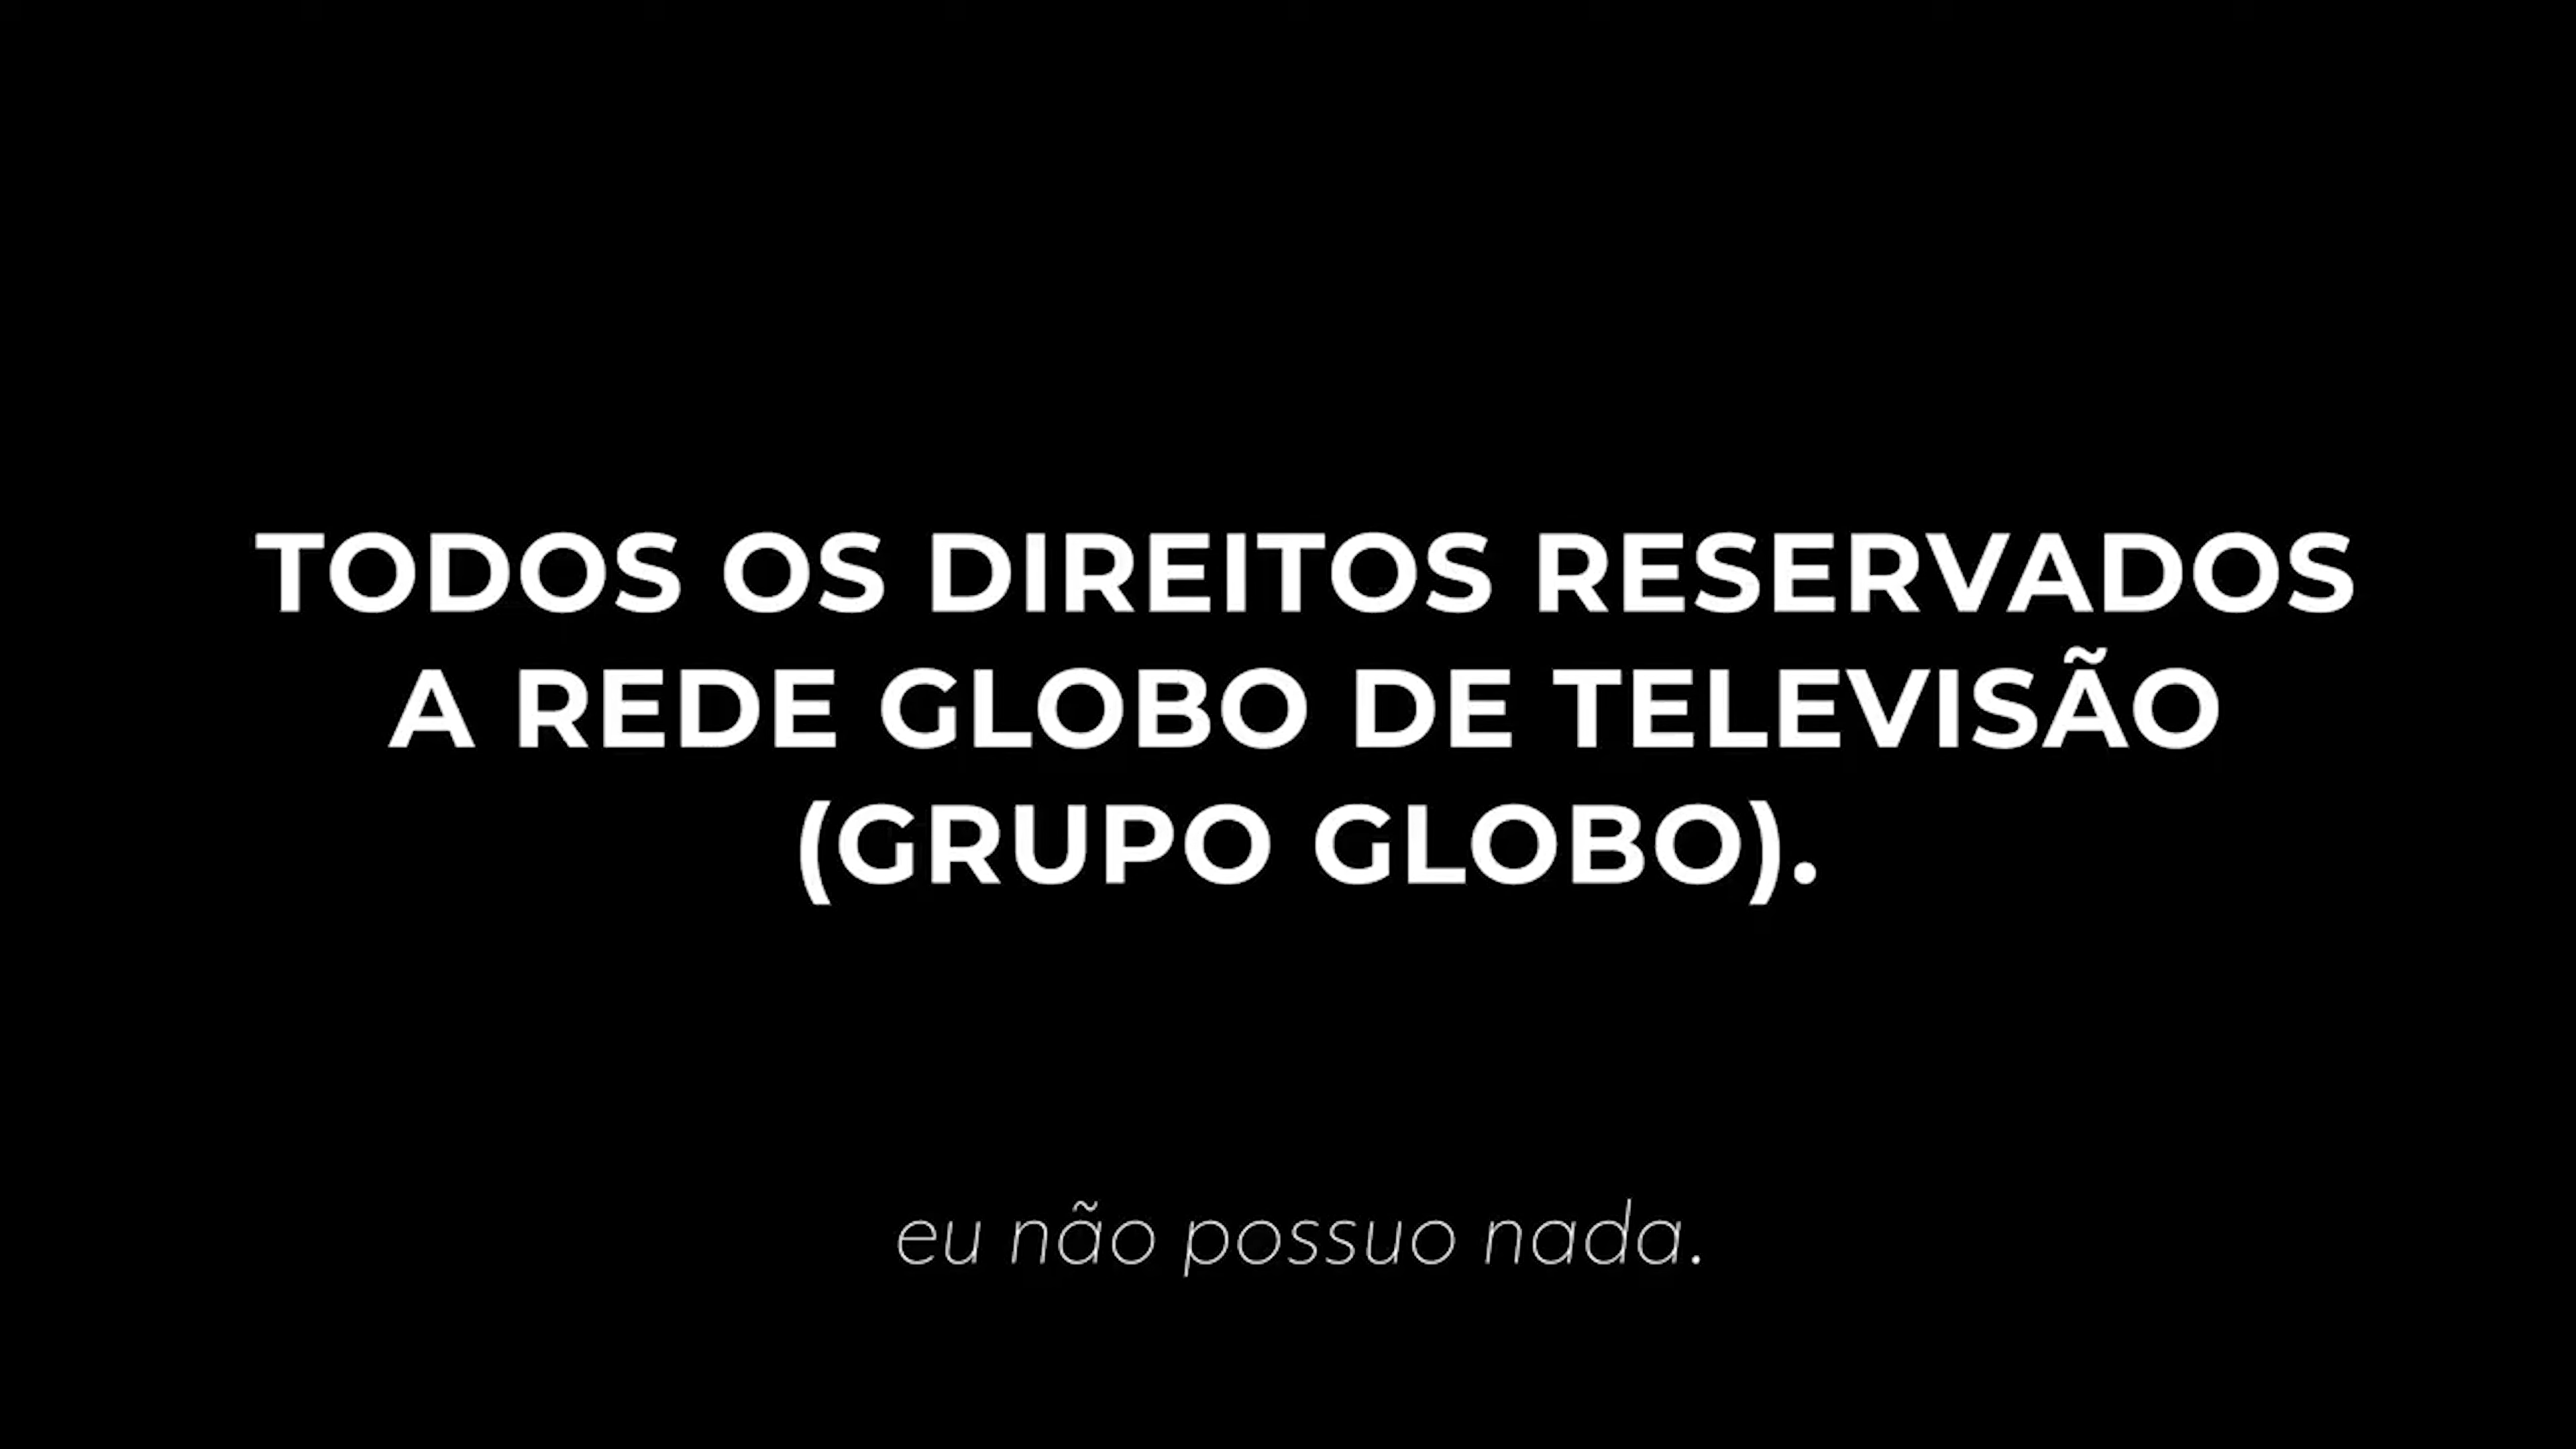 TODOS OS DIREITOS RESERVADOS
A REDE GLOBO DE TELEVISÃO
(GRUPO GLOBO).
eu não possuo nada.